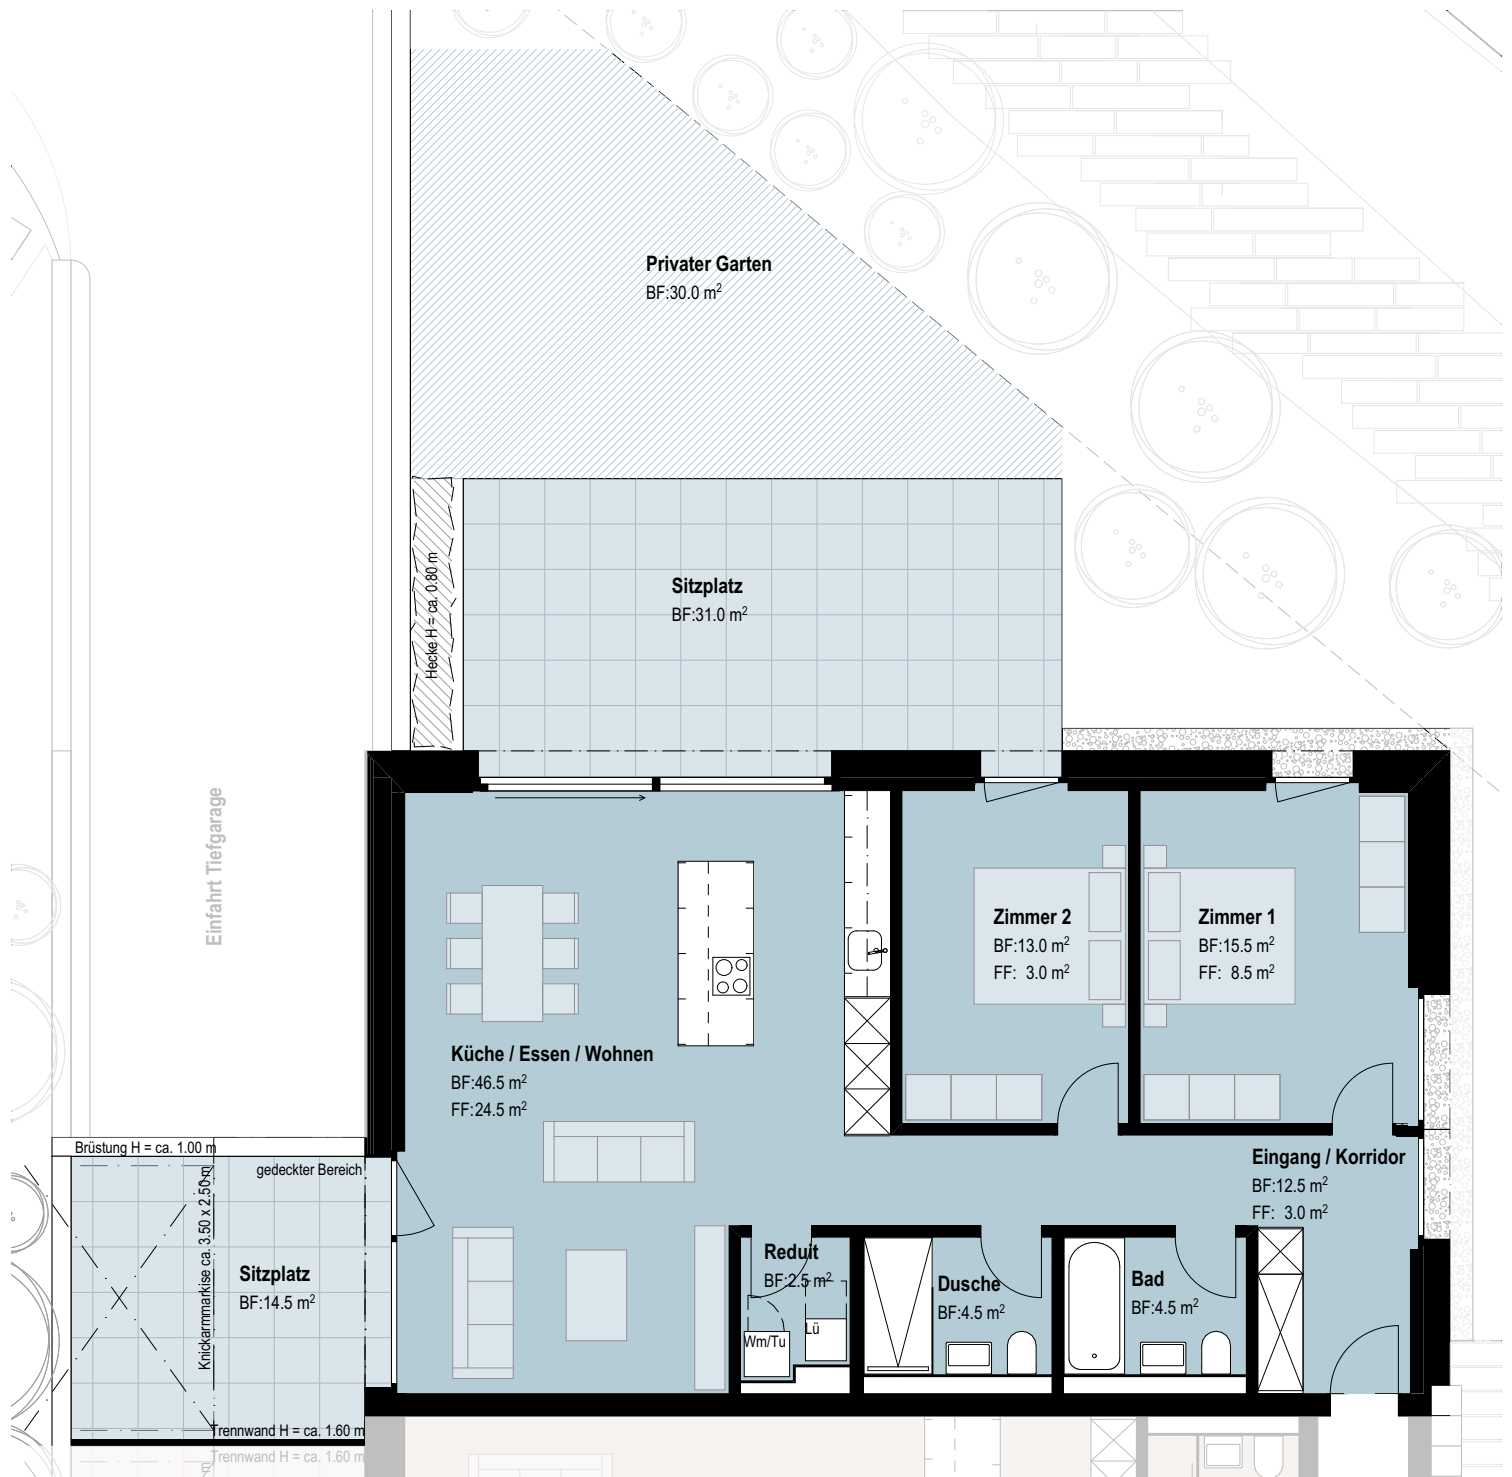 Privater Garten
BF:30.0 m²
Sitzplatz
BF:31.0 m²
Hecke H = ca. 0.80 m
Einfahrt Tiefgarage
Zimmer 2
BF:13.0 m²
FF: 3.0 m²
Zimmer 1
BF:15.5 m²
FF: 8.5 m²
Küche / Essen / Wohnen
BF:46.5 m²
FF:24.5 m²
Brüstung H = ca. 1.00 m
gedeckter Bereich
Knickarmmarkise ca. 3.50 x 2.50 m
Sitzplatz
BF:14.5 m²
Eingang / Korridor
BF:12.5 m²
FF: 3.0 m²
Reduit
BF:2.5 m²
Wm/Tu
Lü
Dusche
BF:4.5 m²
Bad
BF:4.5 m²
Trennwand H = ca. 1.60 m
Trennwand H = ca. 1.60 m